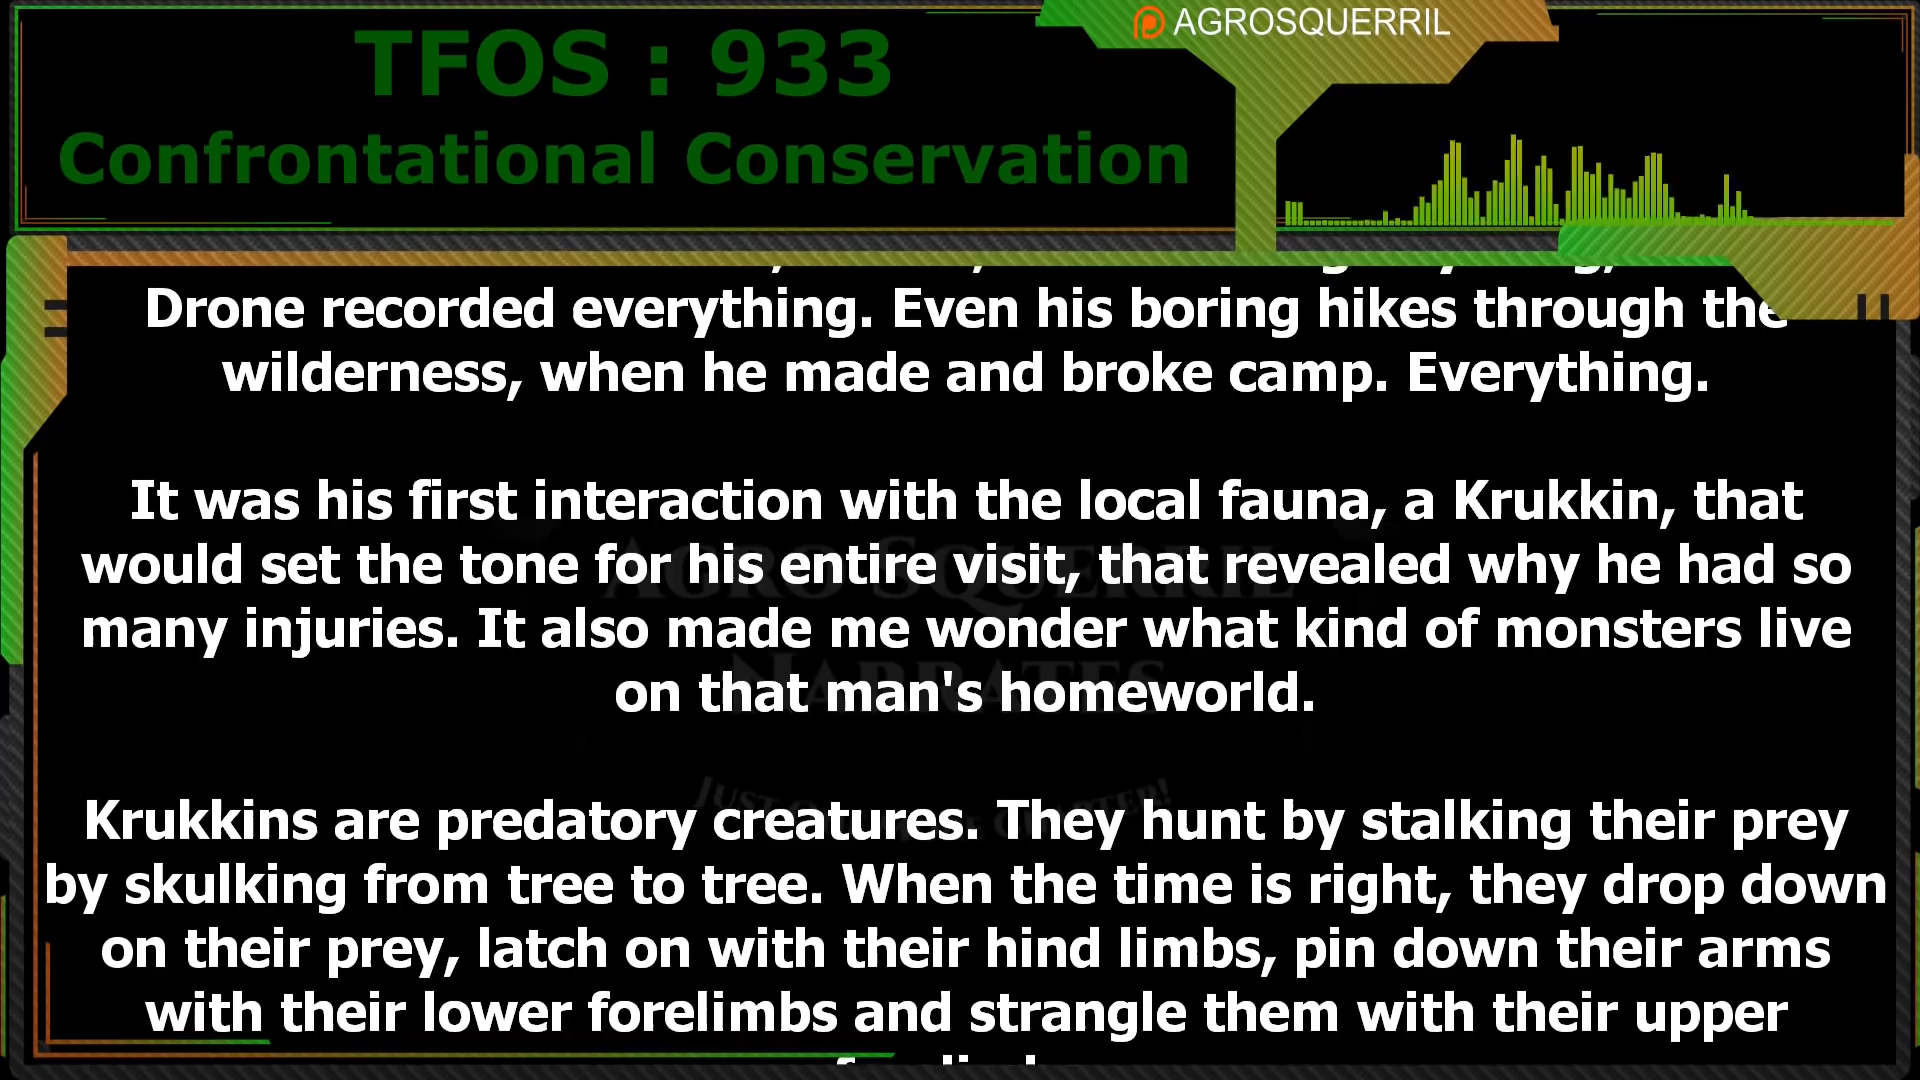 AGROSQUERRIL
TFOS : 933
Confrontational Conservation
Drone recorded everything. Even his boring hikes through the
wilderness, when he made and broke camp. Everything.
It was his first interaction with the local fauna, a Krukkin, that
would set the tone for his entire visit, that revealed why he had so
many injuries. It also made me wonder what kind of monsters live
on that man's homeworld.
Krukkins are predatory creatures. They hunt by stalking their prey
by skulking from tree to tree. When the time is right, they drop down
on their prey, latch on with their hind limbs, pin down their arms
with their lower forelimbs and strangle them with their upper
AGRO SQUERRIL
NARRATES